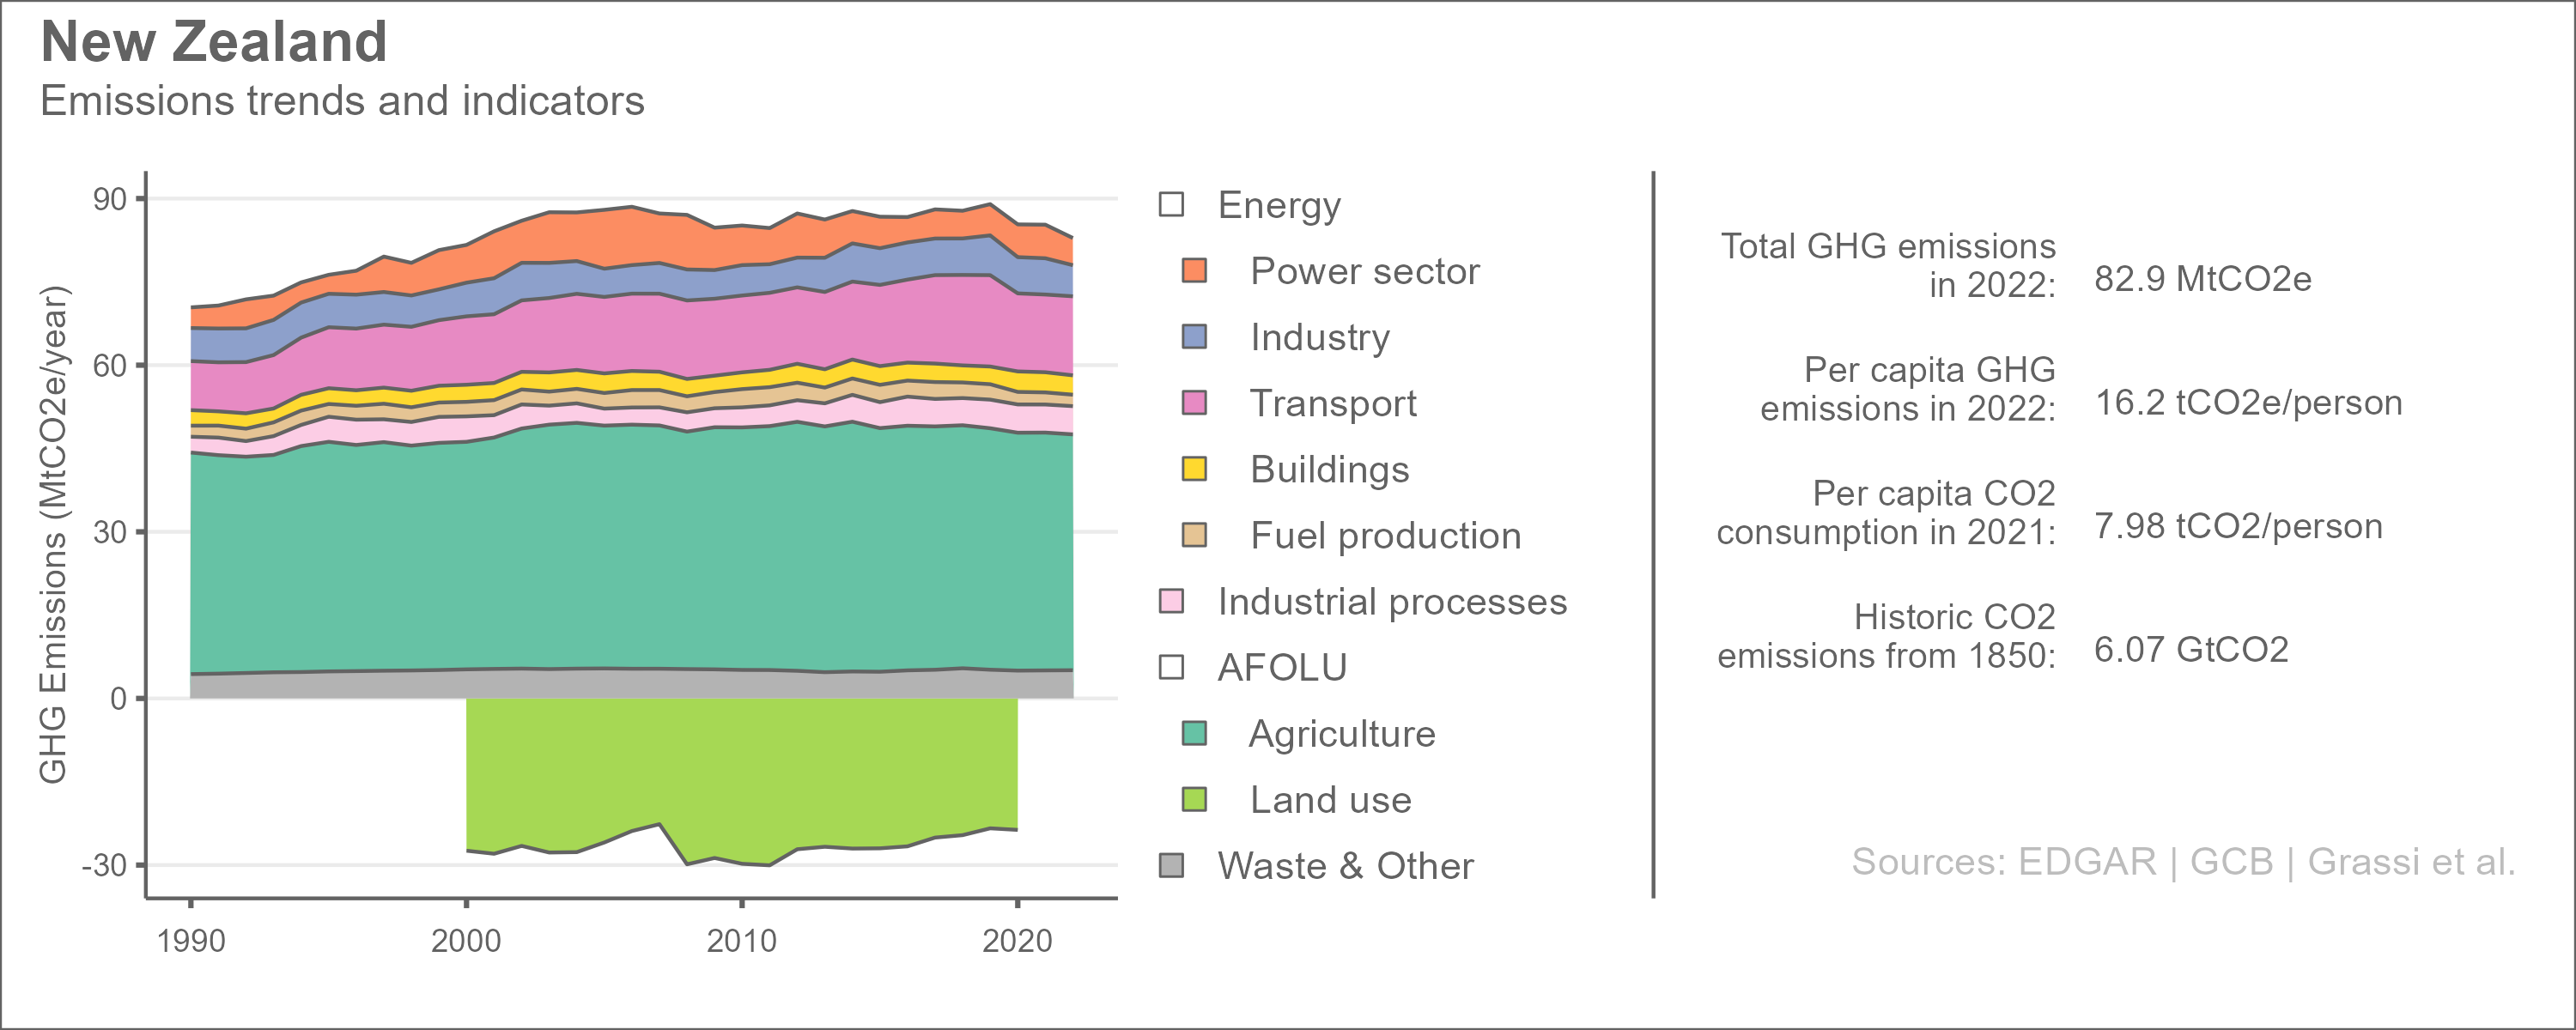 New Zealand
Emissions trends and indicators
GHG Emissions (MtCO2e/year)
90
60
30
0
-30
1990
2000
2010
2020
Energy
Power sector
Industry
Transport
Buildings
Fuel production
Industrial processes
AFOLU
Agriculture
Land use
Waste & Other
Total GHG emissions
in 2022: 82.9 MtCO2e
Per capita GHG
emissions in 2022: 16.2 tCO2e/person
Per capita CO2
consumption in 2021: 7.98 tCO2/person
Historic CO2
emissions from 1850: 6.07 GtCO2
Sources: EDGAR | GCB | Grassi et al.